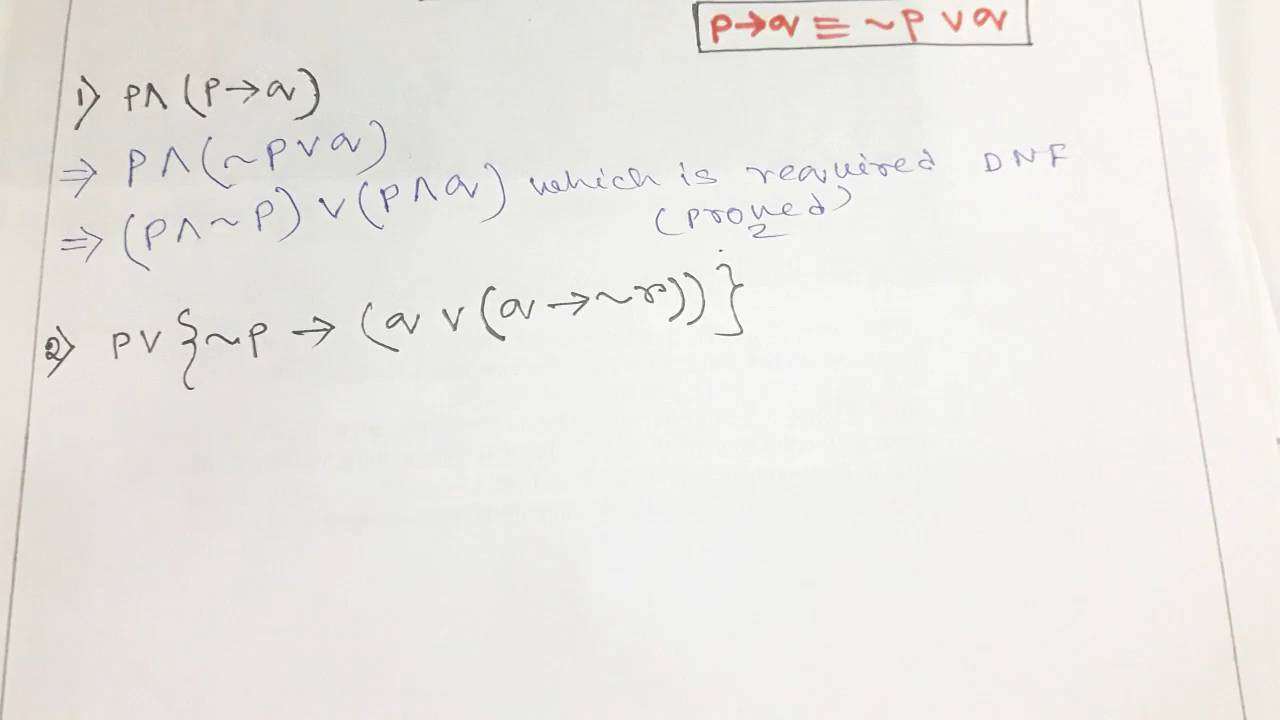 p→q ≡ ~p ∨ q
1) p∧(p→q)
⇒ p∧(~p∨q)
⇒ (p∧~p)∨(p∧q) which is required DNF
(proved)
2) p∨{~p→(q∨(q→~r))}